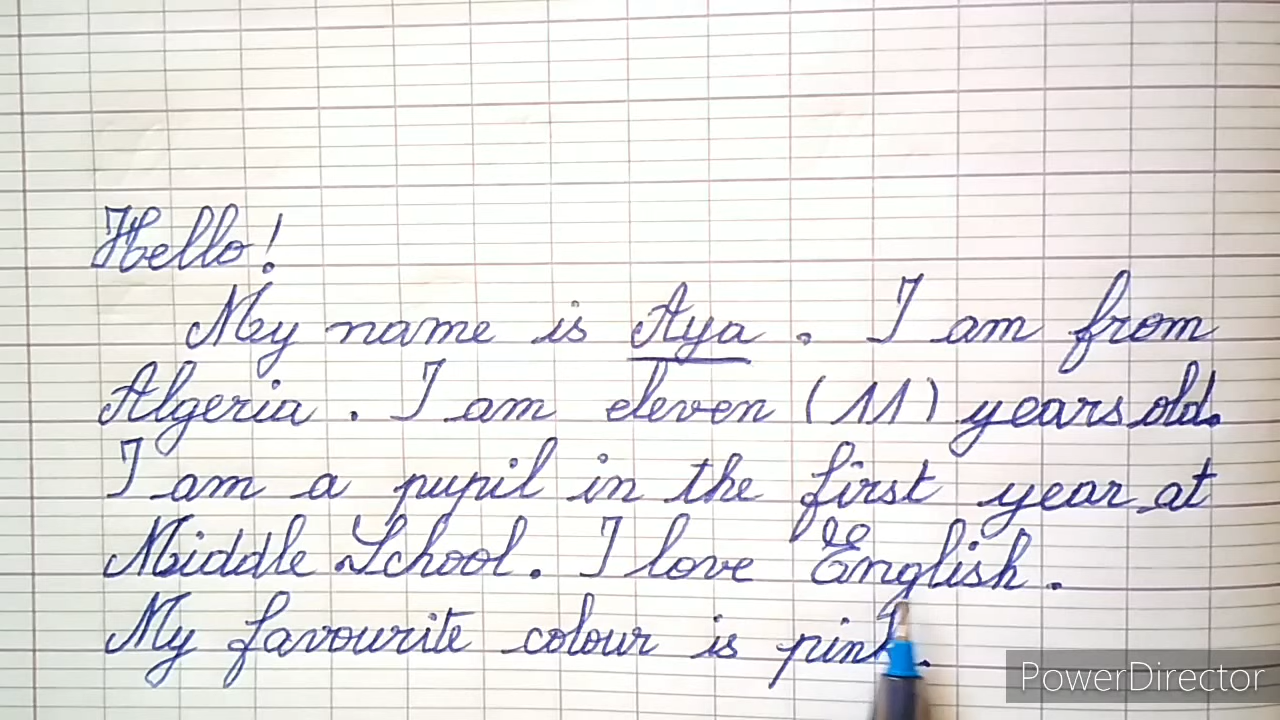 Hello!
My name is Aya. I am from
Algeria. I am eleven (11) years old.
I am a pupil in the first year at
Middle School. I love English.
My favourite colour is pink.
PowerDirector